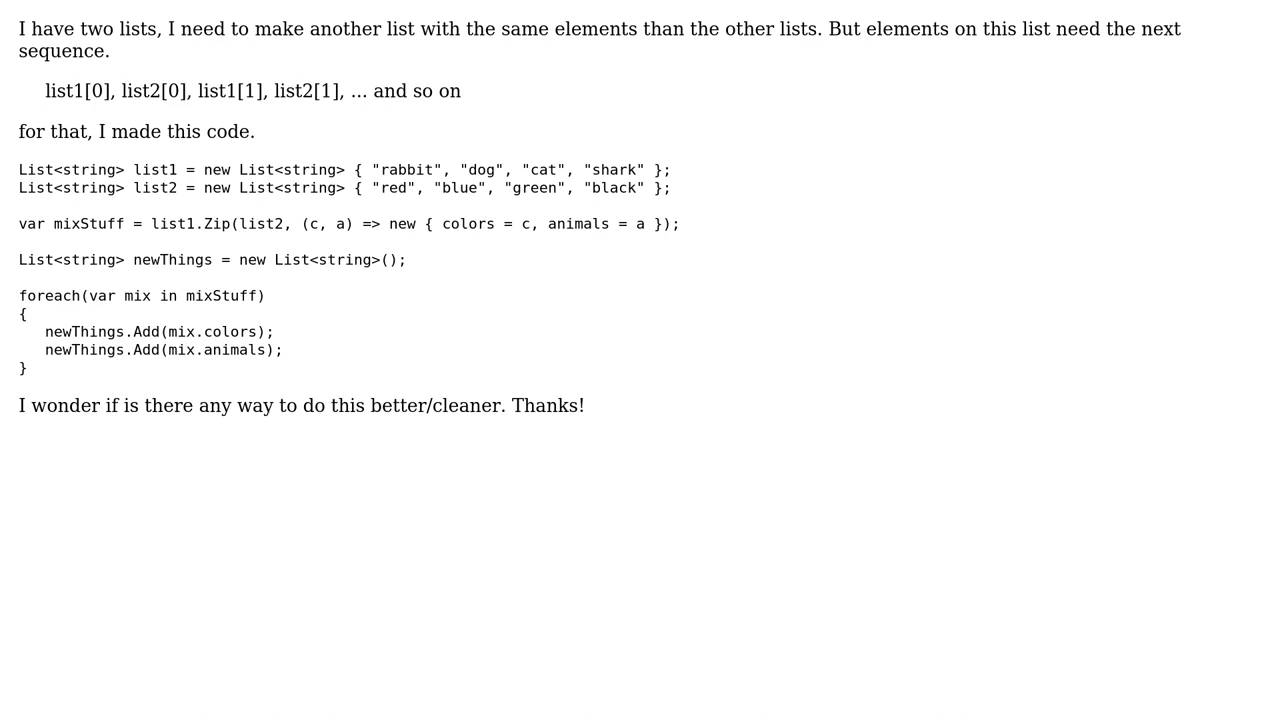 I have two lists, I need to make another list with the same elements than the other lists. But elements on this list need the next
sequence.
list1[0], list2[0], list1[1], list2[1], ... and so on
for that, I made this code.
List<string> list1 = new List<string> { "rabbit", "dog", "cat", "shark" };
List<string> list2 = new List<string> { "red", "blue", "green", "black" };
var mixStuff = list1.Zip(list2, (c, a) => new { colors = c, animals = a });
List<string> newThings = new List<string>();
foreach(var mix in mixStuff)
{
   newThings.Add(mix.colors);
   newThings.Add(mix.animals);
}
I wonder if is there any way to do this better/cleaner. Thanks!